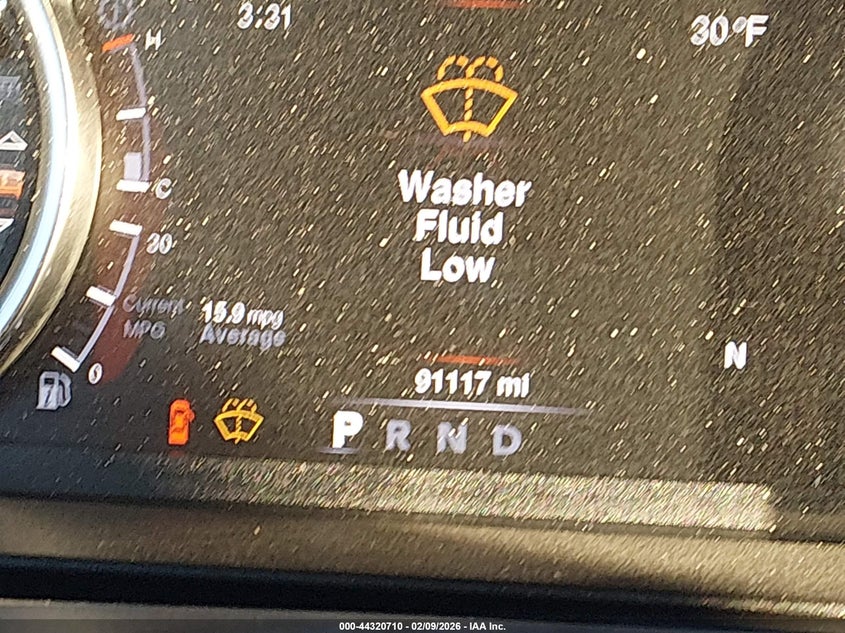 3:31
30°F
H
Washer
Fluid
Low
C
30
Current
MPG
15.9 mpg
Average
0
N
91117 mi
P R N D
000-44320710 - 02/09/2026 - IAA Inc.